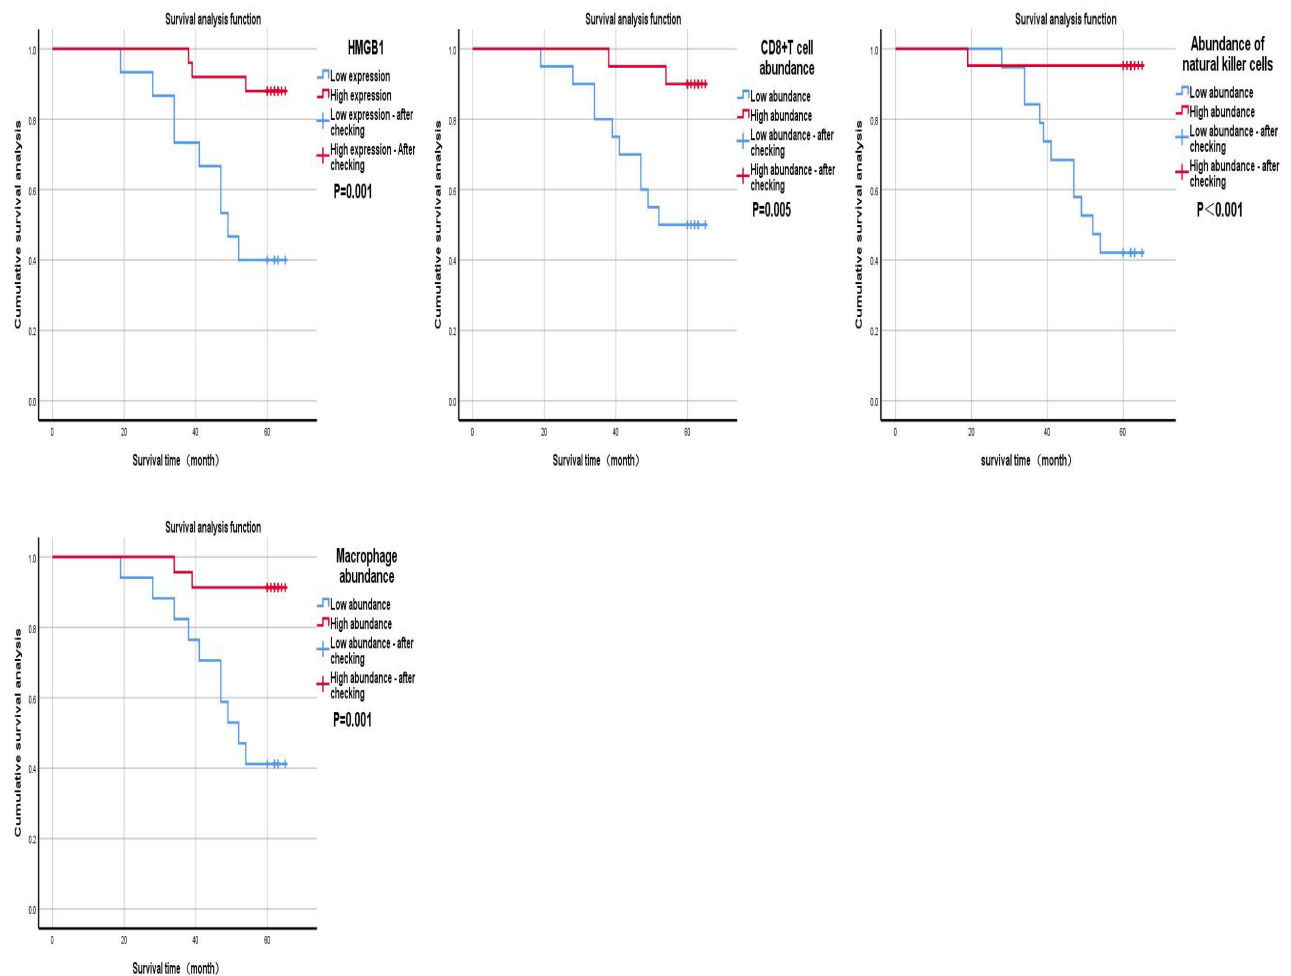 Survival analysis function
HMGB1
Low expression
High expression
Low expression - after
checking
High expression - After
checking
P=0.001
Cumulative survival analysis
1.0
0.8
0.6
0.4
0.2
0.0
0 20 40 60
Survival time（month）
Survival analysis function
CD8+T cell
abundance
Low abundance
High abundance
Low abundance - after
checking
High abundance - after
checking
P=0.005
Cumulative survival analysis
1.0
0.8
0.6
0.4
0.2
0.0
0 20 40 60
Survival time（month）
Survival analysis function
Abundance of
natural killer cells
Low abundance
High abundance
Low abundance - after
checking
High abundance - after
checking
P＜0.001
Cumulative survival analysis
1.0
0.8
0.6
0.4
0.2
0.0
0 20 40 60
survival time（month）
Survival analysis function
Macrophage
abundance
Low abundance
High abundance
Low abundance - after
checking
High abundance - after
checking
P=0.001
Cumulative survival analysis
1.0
0.8
0.6
0.4
0.2
0.0
0 20 40 60
Survival time（month）